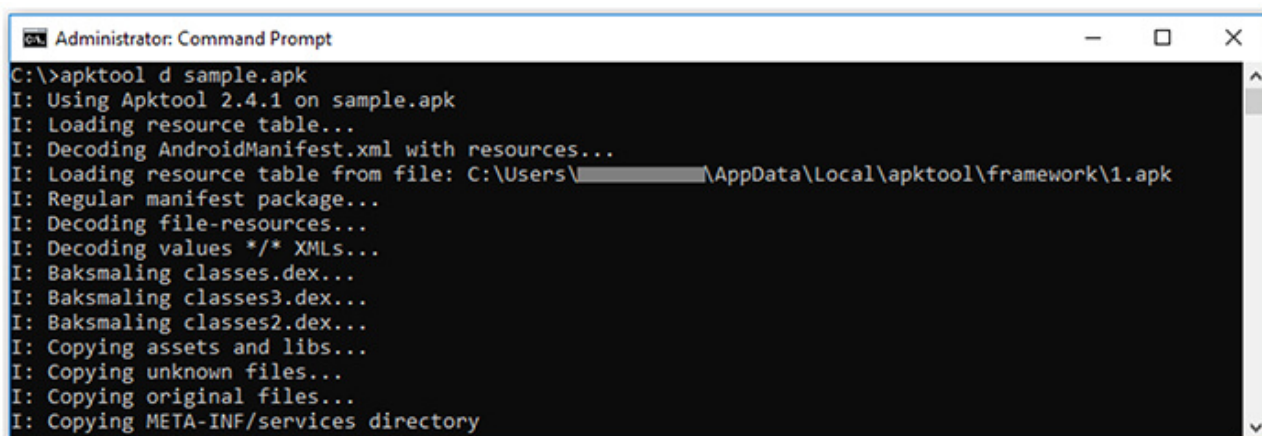 Administrator: Command Prompt
C:\>apktool d sample.apk
I: Using Apktool 2.4.1 on sample.apk
I: Loading resource table...
I: Decoding AndroidManifest.xml with resources...
I: Loading resource table from file: C:\Users\ \AppData\Local\apktool\framework\1.apk
I: Regular manifest package...
I: Decoding file-resources...
I: Decoding values */* XMLs...
I: Baksmaling classes.dex...
I: Baksmaling classes3.dex...
I: Baksmaling classes2.dex...
I: Copying assets and libs...
I: Copying unknown files...
I: Copying original files...
I: Copying META-INF/services directory